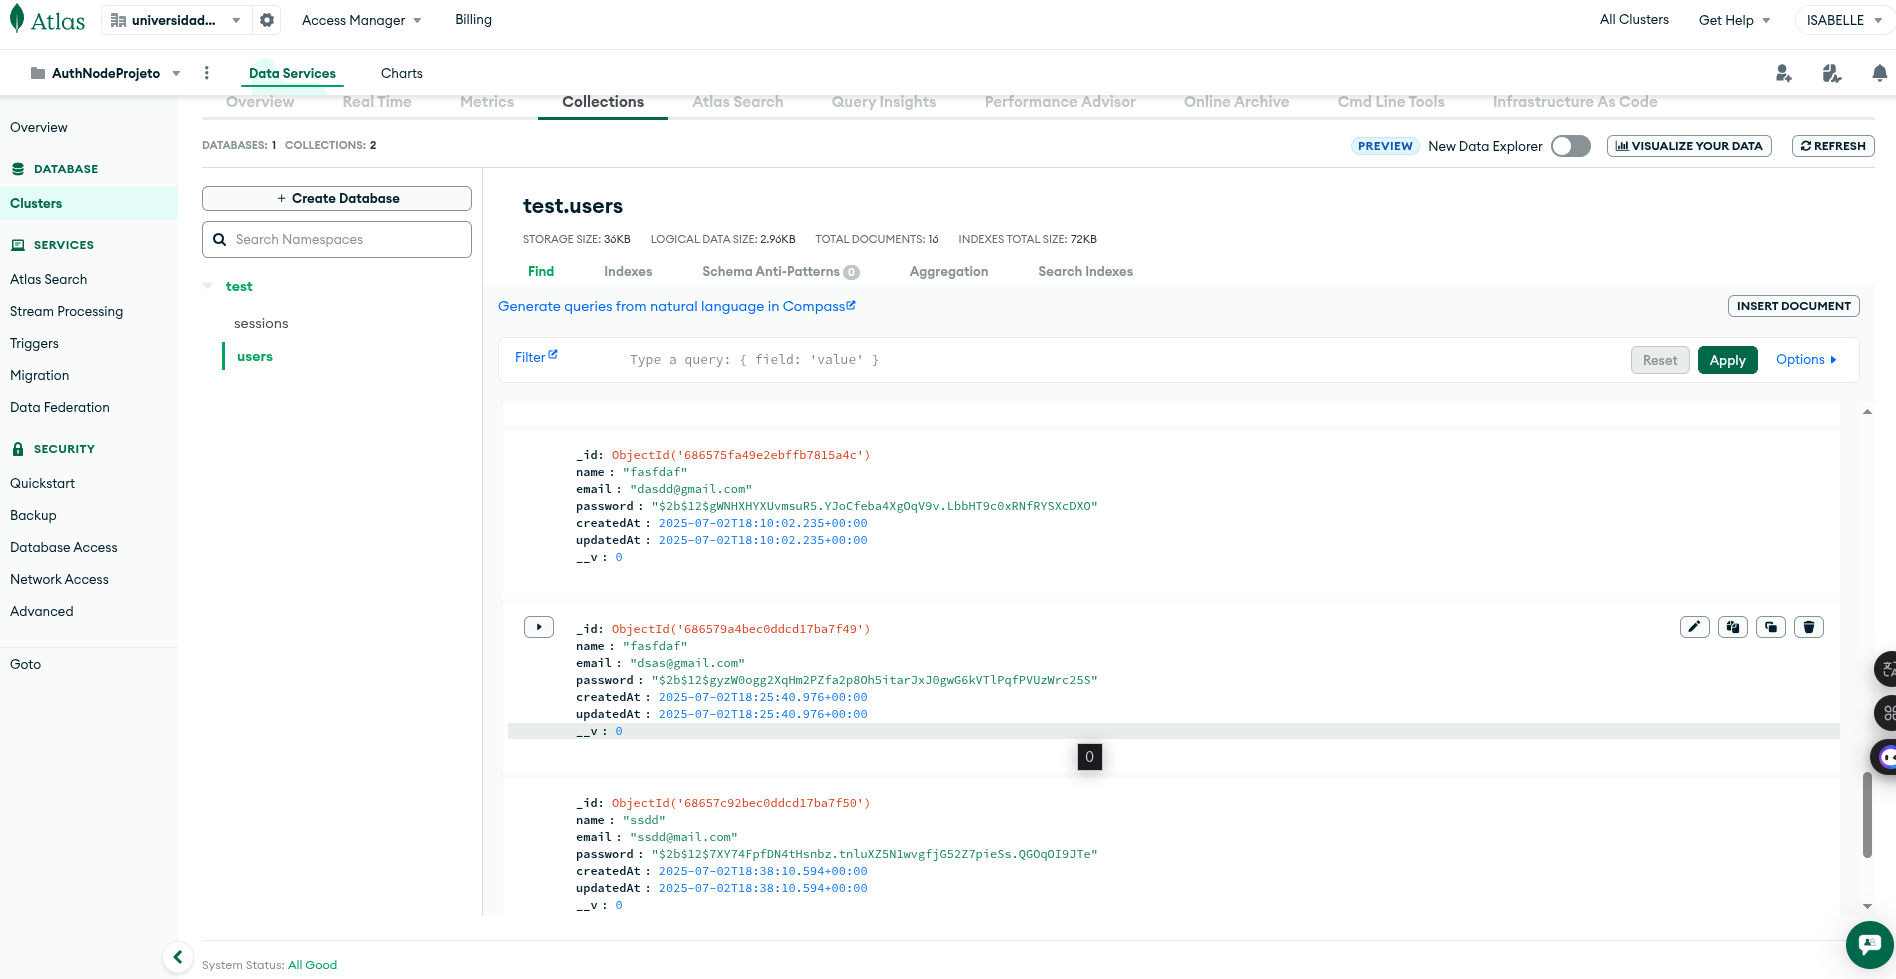 Atlas
universidad...
Access Manager
Billing
All Clusters
Get Help
ISABELLE
AuthNodeProjeto
Data Services
Charts
Overview
Real Time
Metrics
Collections
Atlas Search
Query Insights
Performance Advisor
Online Archive
Cmd Line Tools
Infrastructure As Code
Overview
DATABASE
Clusters
SERVICES
Atlas Search
Stream Processing
Triggers
Migration
Data Federation
SECURITY
Quickstart
Backup
Database Access
Network Access
Advanced
Goto
DATABASES: 1 COLLECTIONS: 2
PREVIEW
New Data Explorer
VISUALIZE YOUR DATA
REFRESH
+ Create Database
Search Namespaces
test
sessions
users
test.users
STORAGE SIZE: 36KB LOGICAL DATA SIZE: 2.96KB TOTAL DOCUMENTS: 16 INDEXES TOTAL SIZE: 72KB
Find
Indexes
Schema Anti-Patterns 0
Aggregation
Search Indexes
Generate queries from natural language in Compass
INSERT DOCUMENT
Filter
Type a query: { field: 'value' }
Reset
Apply
Options
_id: ObjectId('686575fa49e2ebffb7815a4c')
name : "fasfdaf"
email : "dasdd@gmail.com"
password : "$2b$12$gWNHXHYXUvmsuR5.YJoCfeba4XgOqV9v.LbbHT9c0xRNfRYSXcDXO"
createdAt : 2025-07-02T18:10:02.235+00:00
updatedAt : 2025-07-02T18:10:02.235+00:00
__v : 0
_id: ObjectId('686579a4bec0ddcd17ba7f49')
name : "fasfdaf"
email : "dsas@gmail.com"
password : "$2b$12$gyzW0ogg2XqHm2PZfa2p8Oh5itarJxJ0gwG6kVTlPqfPVUzWrc25S"
createdAt : 2025-07-02T18:25:40.976+00:00
updatedAt : 2025-07-02T18:25:40.976+00:00
__v : 0
0
_id: ObjectId('68657c92bec0ddcd17ba7f50')
name : "ssdd"
email : "ssdd@mail.com"
password : "$2b$12$7XY74FpfDN4tHsnbz.tnluXZ5N1wvgfjG52Z7pieSs.QGOqOI9JTe"
createdAt : 2025-07-02T18:38:10.594+00:00
updatedAt : 2025-07-02T18:38:10.594+00:00
__v : 0
System Status: All Good